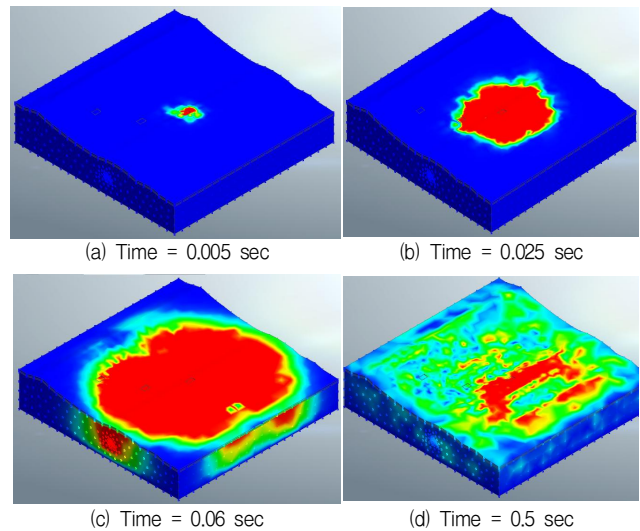 (a) Time = 0.005 sec
(b) Time = 0.025 sec
(c) Time = 0.06 sec
(d) Time = 0.5 sec